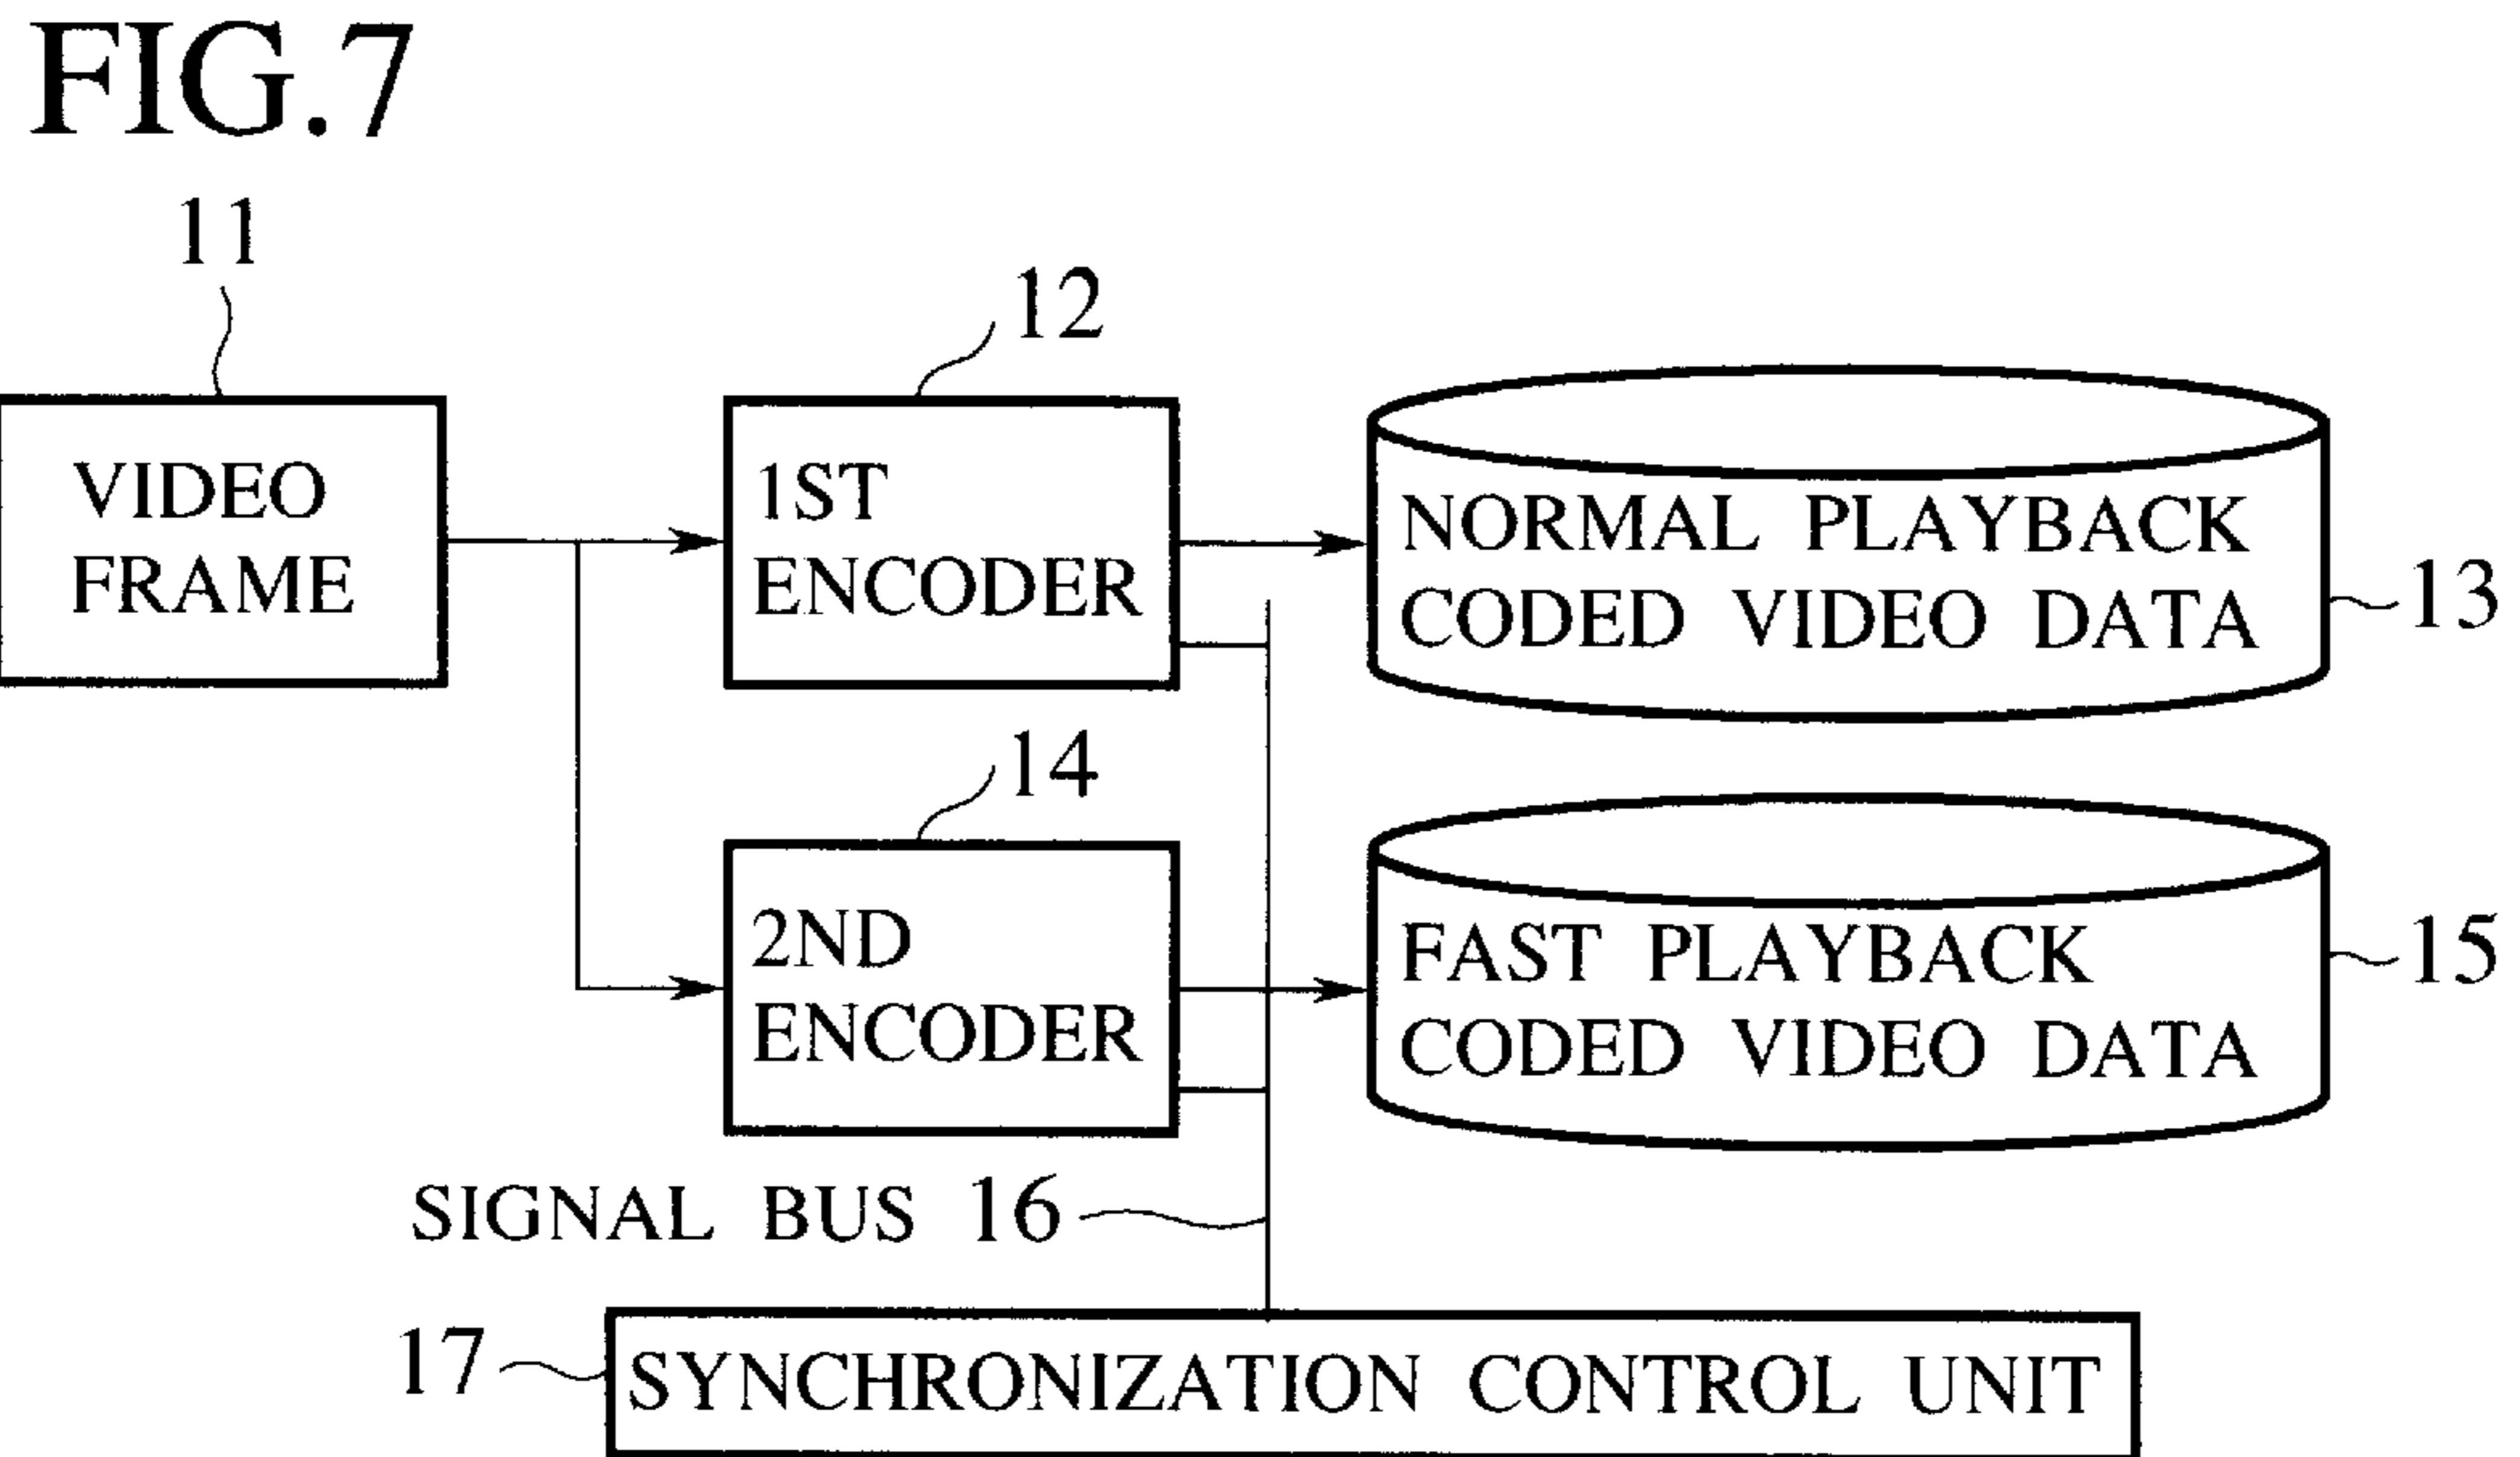 FIG.7
11
12
VIDEO
FRAME
1ST
ENCODER
NORMAL PLAYBACK
CODED VIDEO DATA
13
14
2ND
ENCODER
FAST PLAYBACK
CODED VIDEO DATA
15
SIGNAL BUS 16
17
SYNCHRONIZATION CONTROL UNIT